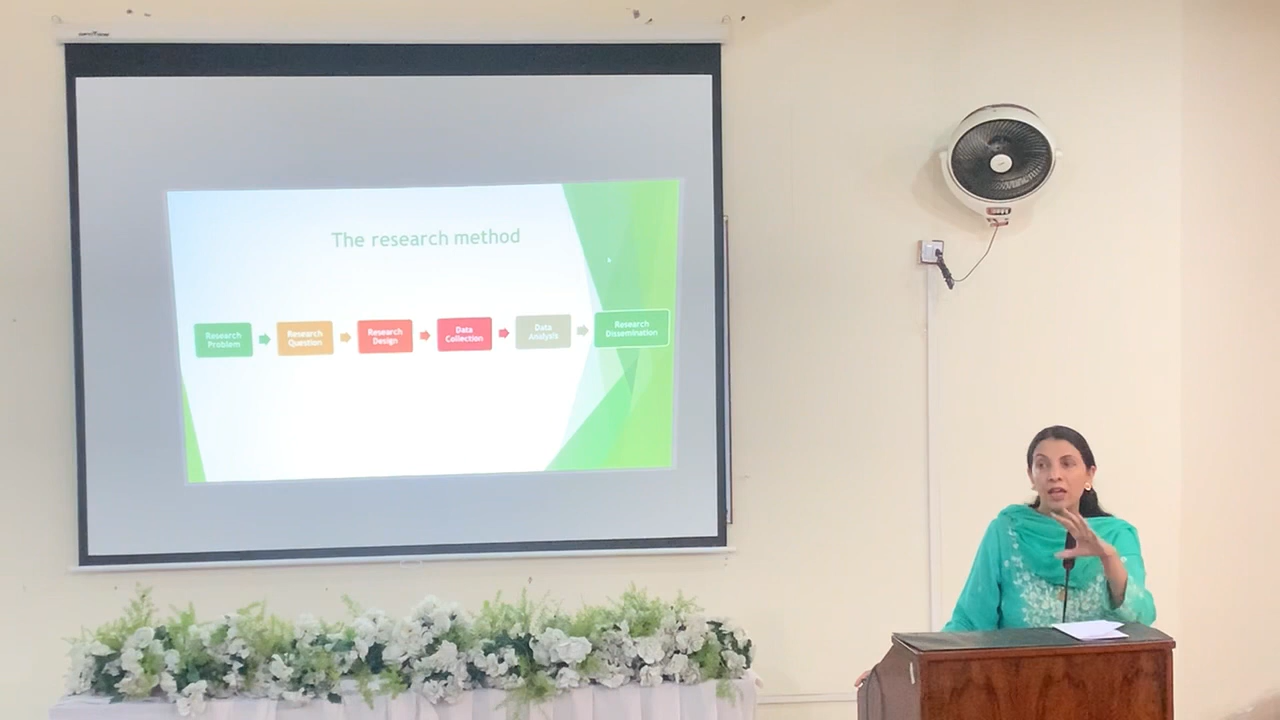 The research method
Research
Problem
Research
Question
Research
Design
Data
Collection
Data
Analysis
Research
Dissemination